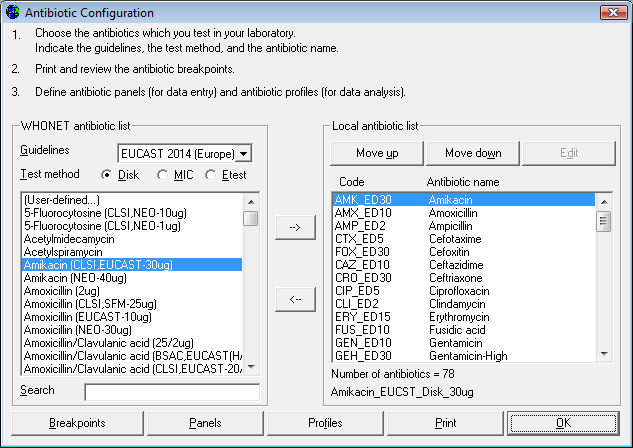 Antibiotic Configuration
1. Choose the antibiotics which you test in your laboratory.
Indicate the guidelines, the test method, and the antibiotic name.
2. Print and review the antibiotic breakpoints.
3. Define antibiotic panels (for data entry) and antibiotic profiles (for data analysis).
WHONET antibiotic list
Guidelines EUCAST 2014 (Europe)
Test method Disk MIC Etest
(User-defined...)
5-Fluorocytosine (CLSI,NEO-10ug)
5-Fluorocytosine (CLSI,NEO-1ug)
Acetylmidecamycin
Acetylspiramycin
Amikacin (CLSI,EUCAST-30ug)
Amikacin (NEO-40ug)
Amoxicillin (2ug)
Amoxicillin (CLSI,SFM-25ug)
Amoxicillin (EUCAST-10ug)
Amoxicillin (NEO-30ug)
Amoxicillin/Clavulanic acid (25/2ug)
Amoxicillin/Clavulanic acid (BSAC,EUCAST(HA
Amoxicillin/Clavulanic acid (CLSI,EUCAST-20/
Search
-->
<--
Local antibiotic list
Move up Move down Edit
Code Antibiotic name
AMK_ED30 Amikacin
AMX_ED10 Amoxicillin
AMP_ED2 Ampicillin
CTX_ED5 Cefotaxime
FOX_ED30 Cefoxitin
CAZ_ED10 Ceftazidime
CRO_ED30 Ceftriaxone
CIP_ED5 Ciprofloxacin
CLI_ED2 Clindamycin
ERY_ED15 Erythromycin
FUS_ED10 Fusidic acid
GEN_ED10 Gentamicin
GEH_ED30 Gentamicin-High
Number of antibiotics = 78
Amikacin_EUCST_Disk_30ug
Breakpoints Panels Profiles Print OK